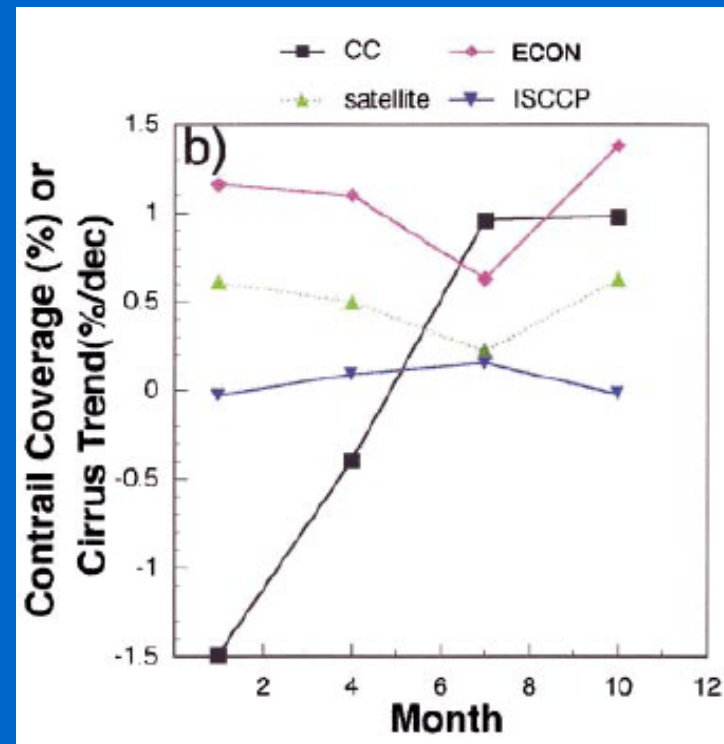 CC ECON
satellite ISCCP
b)
Contrail Coverage (%) or
Cirrus Trend(%/dec)
1.5
1
0.5
0
-0.5
-1
-1.5
2 4 6 8 10 12
Month